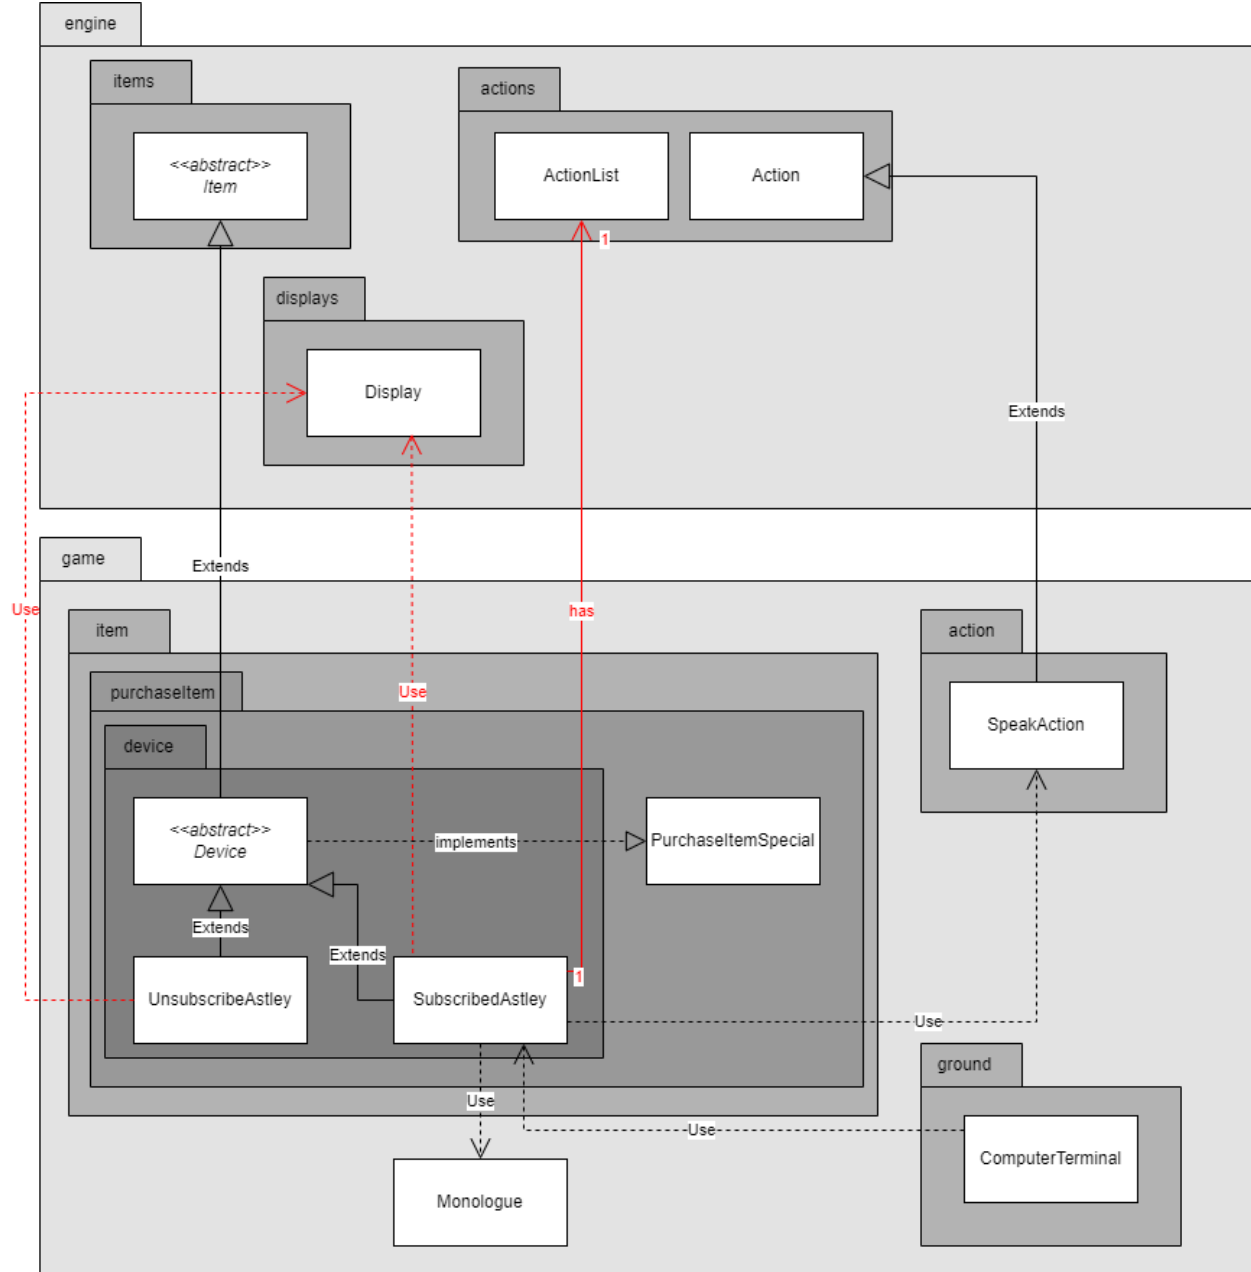 engine
items
actions
<<abstract>>
Item
ActionList
Action
1
displays
Display
Extends
Extends
game
Use
has
item
action
purchaseItem
Use
device
SpeakAction
<<abstract>>
Device
implements
PurchaseItemSpecial
Extends
Extends
1
UnsubscribeAstley
SubscribedAstley
Use
ground
Use
Use
ComputerTerminal
Monologue